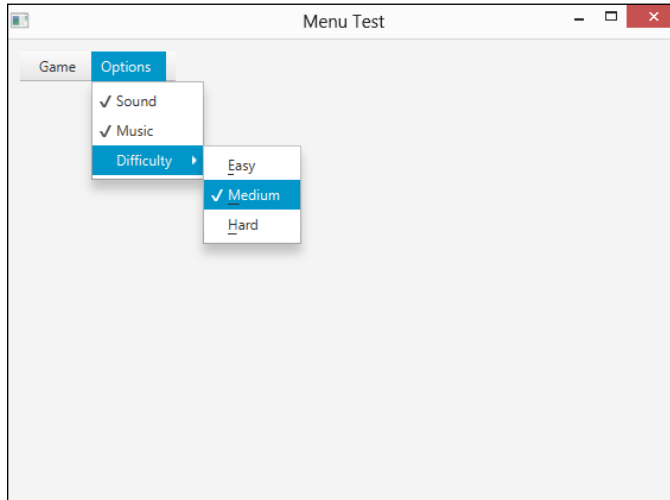 Menu Test
Game Options
Sound
Music
Difficulty
Easy
Medium
Hard